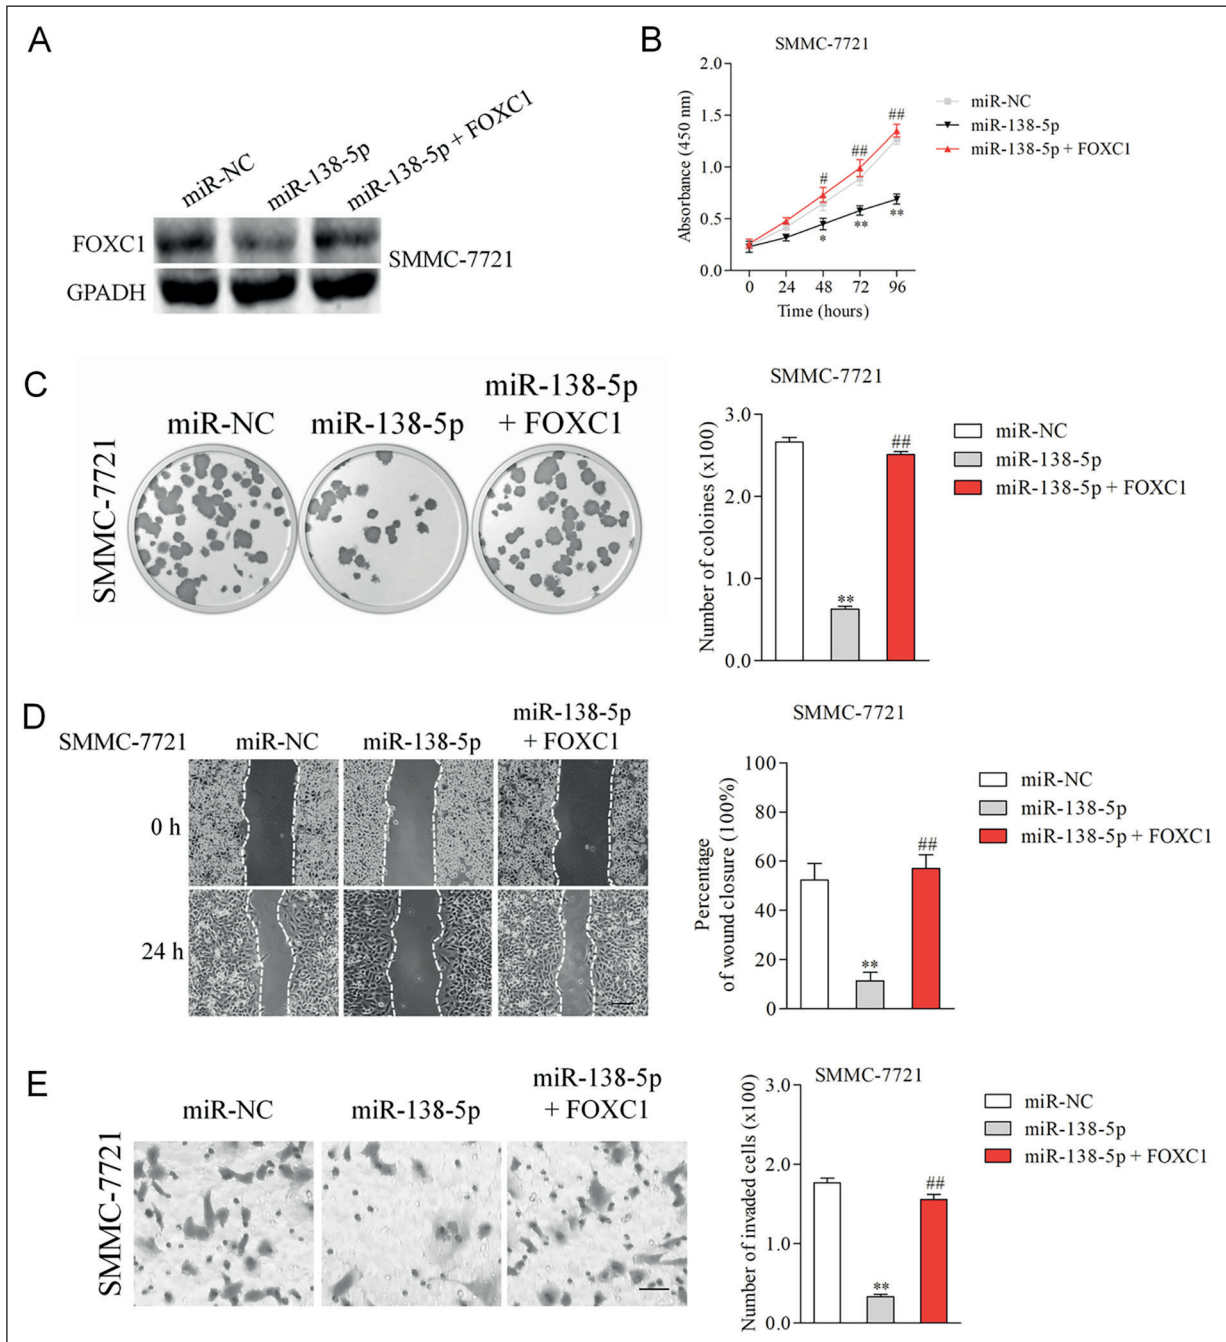 A
miR-NC
miR-138-5p
miR-138-5p + FOXC1
FOXC1
GPADH
SMMC-7721
B
SMMC-7721
2.0
1.5
1.0
0.5
0.0
Absorbance (450 nm)
0 24 48 72 96
Time (hours)
# ## ##
* ** **
miR-NC
miR-138-5p
miR-138-5p + FOXC1
C
SMMC-7721
miR-NC
miR-138-5p
miR-138-5p
+ FOXC1
SMMC-7721
3.0
2.0
1.0
0.0
Number of coloines (x100)
**
##
miR-NC
miR-138-5p
miR-138-5p + FOXC1
D
SMMC-7721
miR-NC
miR-138-5p
miR-138-5p
+ FOXC1
0 h
24 h
SMMC-7721
100
80
60
40
20
0
Percentage
of wound closure (100%)
**
##
miR-NC
miR-138-5p
miR-138-5p + FOXC1
E
SMMC-7721
miR-NC
miR-138-5p
miR-138-5p
+ FOXC1
SMMC-7721
3.0
2.0
1.0
0.0
Number of invaded cells (x100)
**
##
miR-NC
miR-138-5p
miR-138-5p + FOXC1